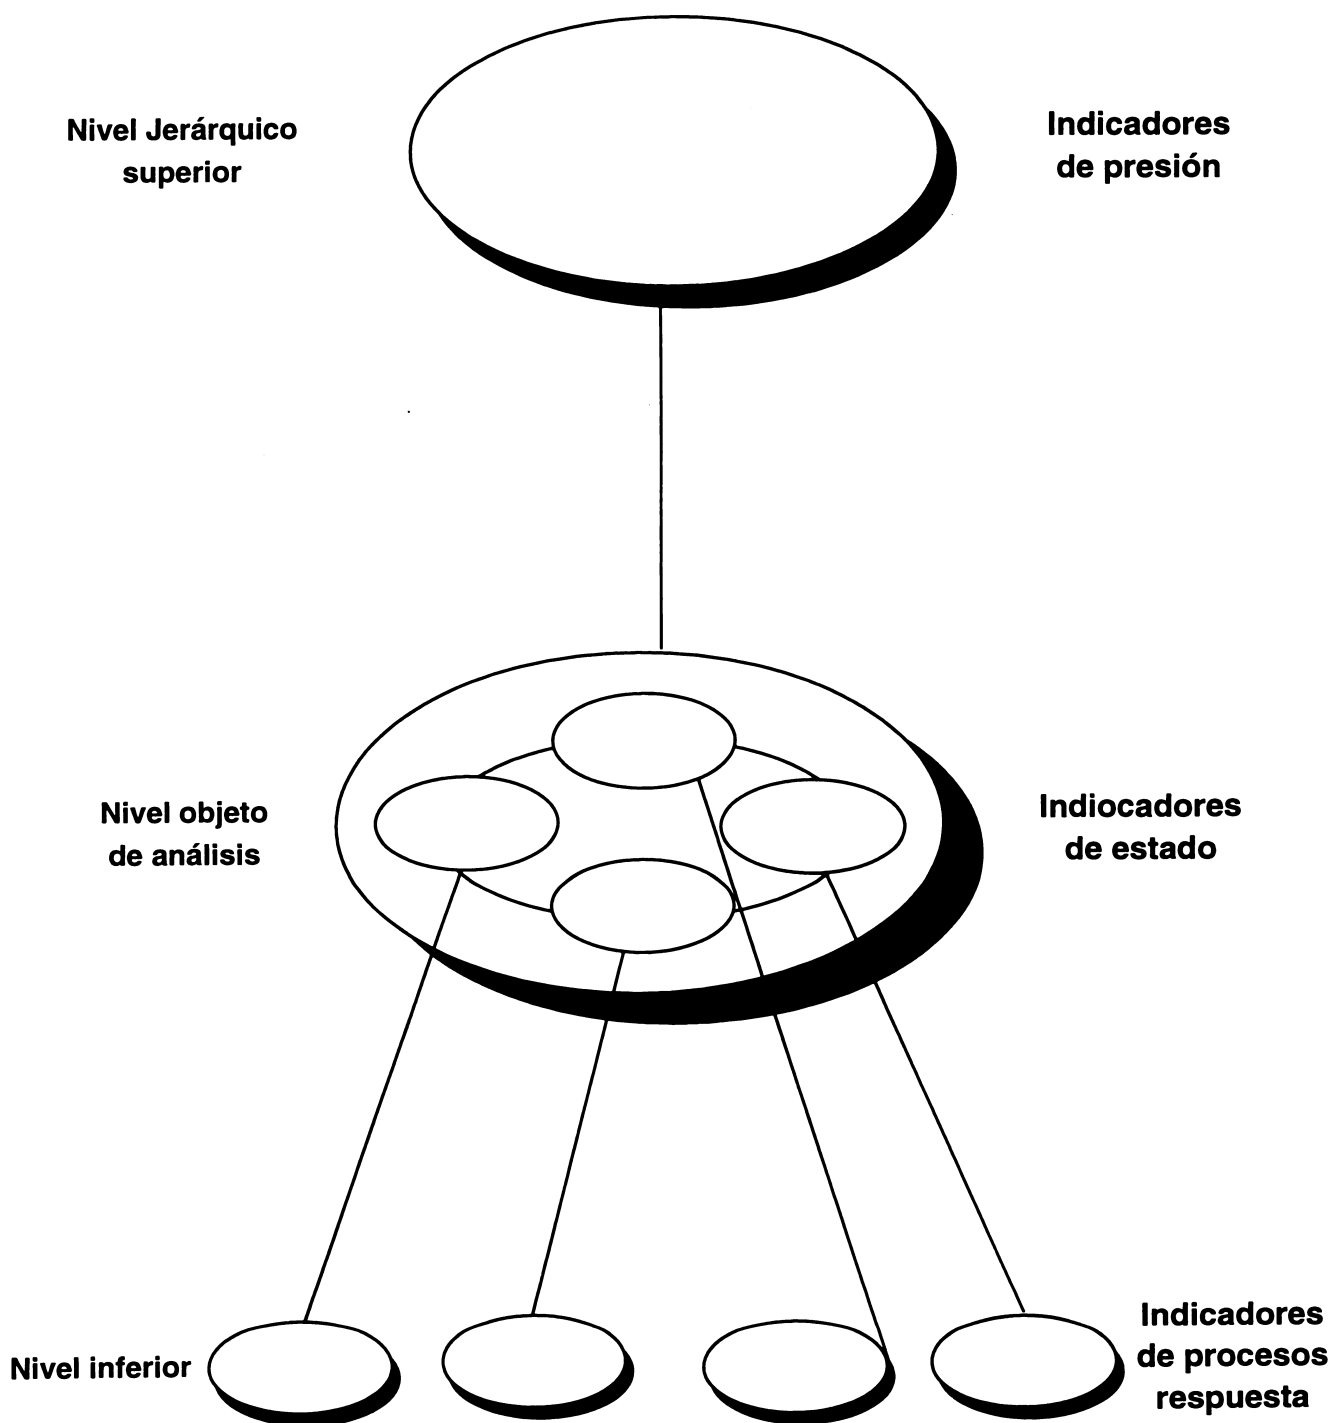 Nivel Jerárquico
superior
Indicadores
de presión
Nivel objeto
de análisis
Indiocadores
de estado
Nivel inferior
Indicadores
de procesos
respuesta